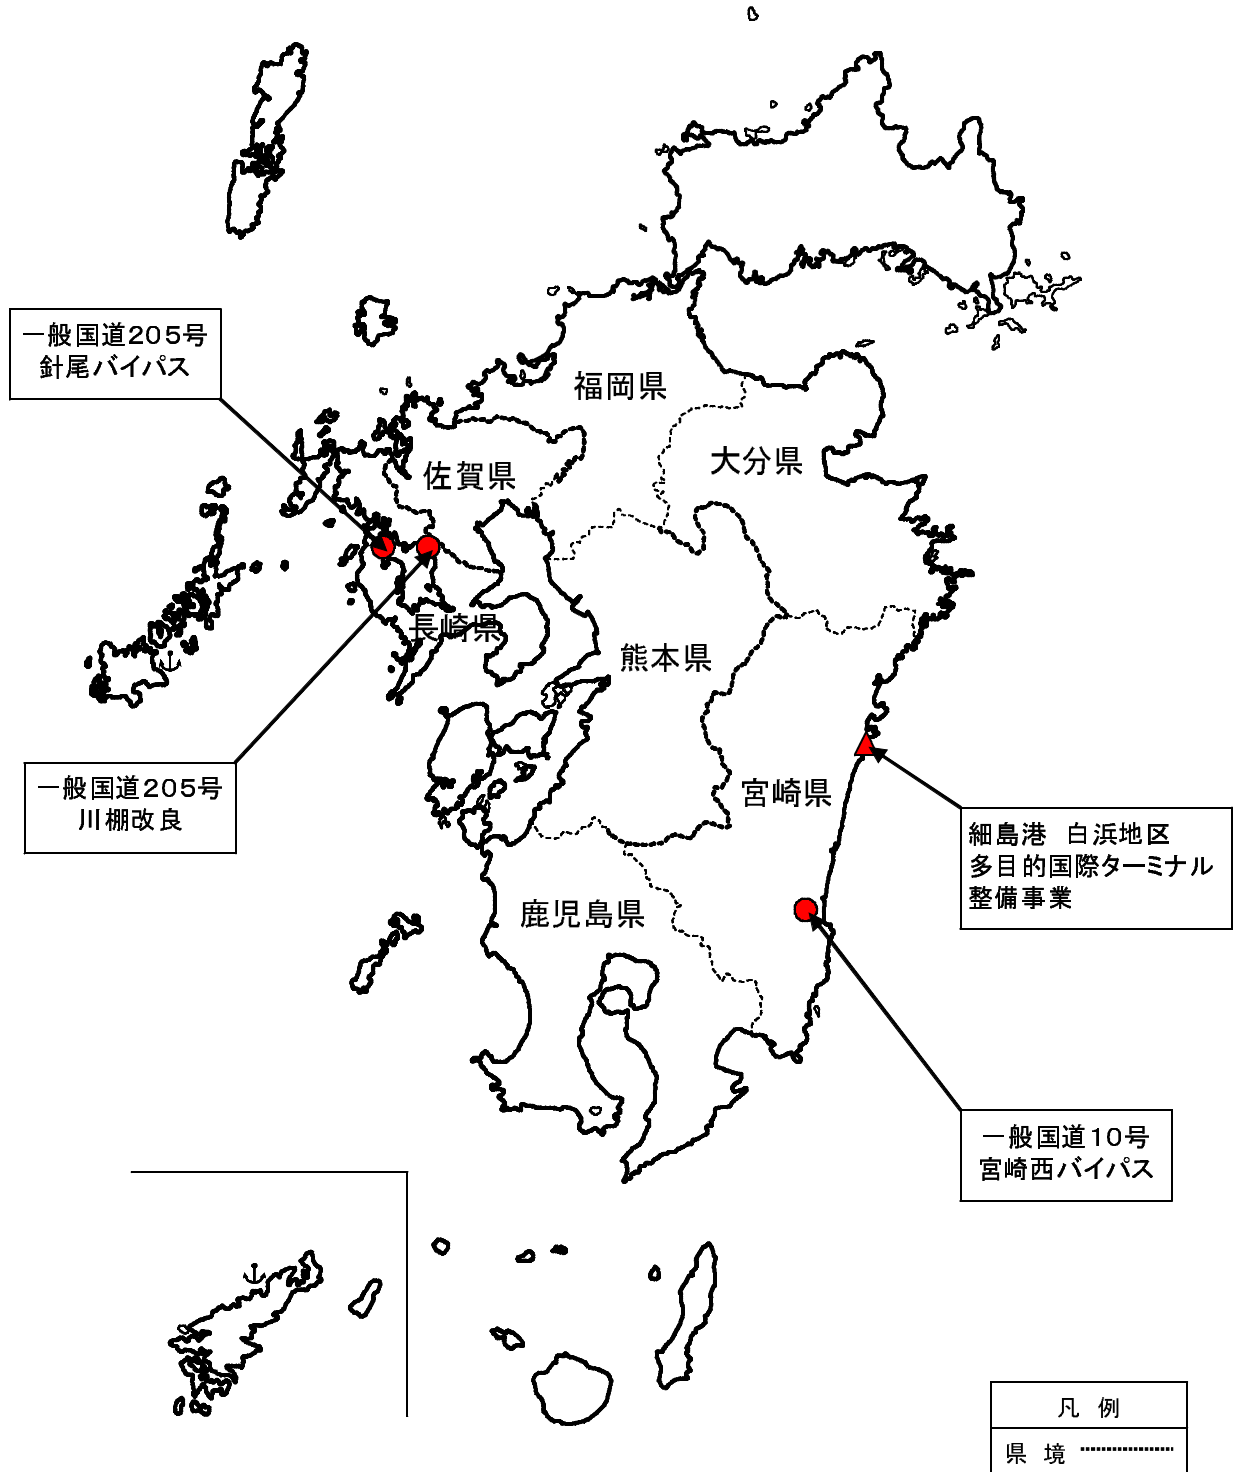 一般国道205号
針尾バイパス
福岡県
大分県
佐賀県
長崎県
熊本県
一般国道205号
川棚改良
宮崎県
細島港 白浜地区
多目的国際ターミナル
整備事業
鹿児島県
一般国道10号
宮崎西バイパス
凡 例
県 境